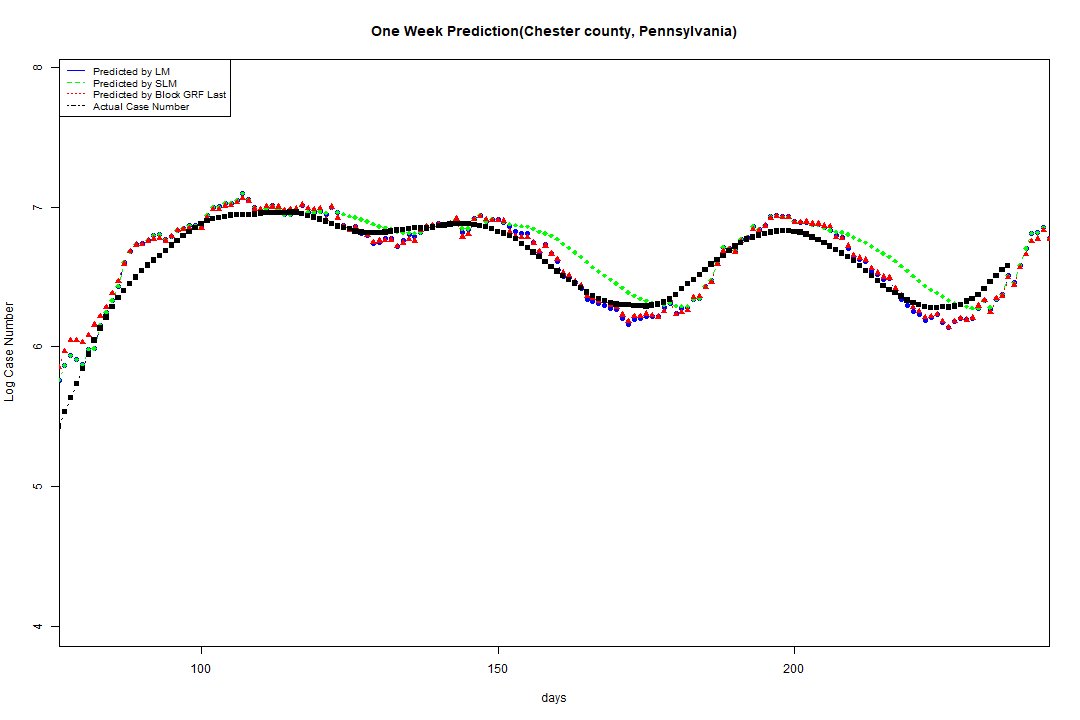 One Week Prediction(Chester county, Pennsylvania)
Predicted by LM
Predicted by SLM
Predicted by Block GRF Last
Actual Case Number
8
7
6
5
4
Log Case Number
100 150 200
days